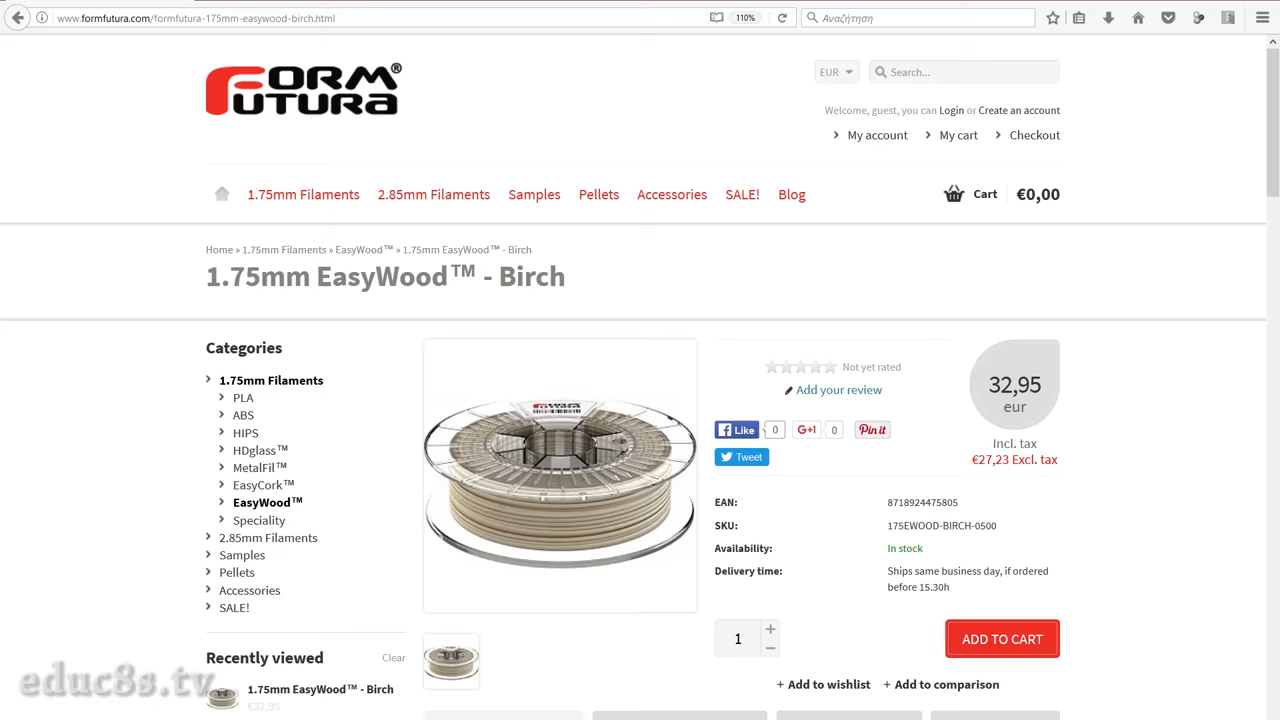 www.formfutura.com/formfutura-175mm-easywood-birch.html
110%
Αναζήτηση
FORM FUTURA®
EUR
Search...
Welcome, guest, you can Login or Create an account
My account
My cart
Checkout
1.75mm Filaments
2.85mm Filaments
Samples
Pellets
Accessories
SALE!
Blog
Cart
€0,00
Home » 1.75mm Filaments » EasyWood™ » 1.75mm EasyWood™ - Birch
1.75mm EasyWood™ - Birch
Categories
1.75mm Filaments
PLA
ABS
HIPS
HDglass™
MetalFil™
EasyCork™
EasyWood™
Speciality
2.85mm Filaments
Samples
Pellets
Accessories
SALE!
Recently viewed
Clear
1.75mm EasyWood™ - Birch
€32,95
Not yet rated
Add your review
Like
0
G+1
0
Pin it
Tweet
32,95
eur
Incl. tax
€27,23 Excl. tax
EAN: 8718924475805
SKU: 175EWOOD-BIRCH-0500
Availability: In stock
Delivery time: Ships same business day, if ordered
before 15.30h
1
+
−
ADD TO CART
+ Add to wishlist
+ Add to comparison
educ8s.tv